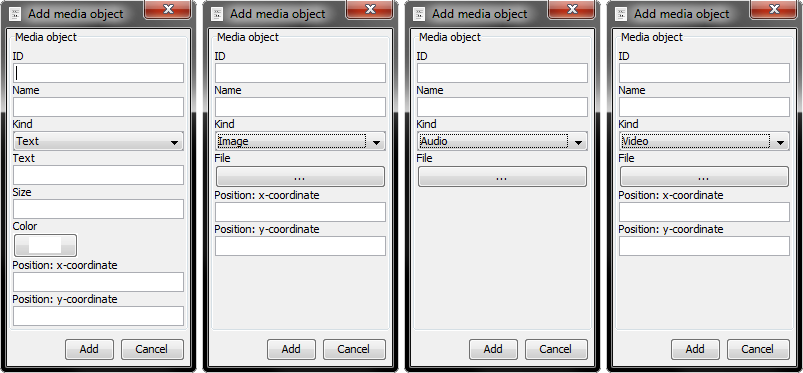 Add media object
Media object
ID
Name
Kind
Text
Text
Size
Color
Position: x-coordinate
Position: y-coordinate
Add Cancel
Add media object
Media object
ID
Name
Kind
Image
File
...
Position: x-coordinate
Position: y-coordinate
Add Cancel
Add media object
Media object
ID
Name
Kind
Audio
File
...
Add Cancel
Add media object
Media object
ID
Name
Kind
Video
File
...
Position: x-coordinate
Position: y-coordinate
Add Cancel